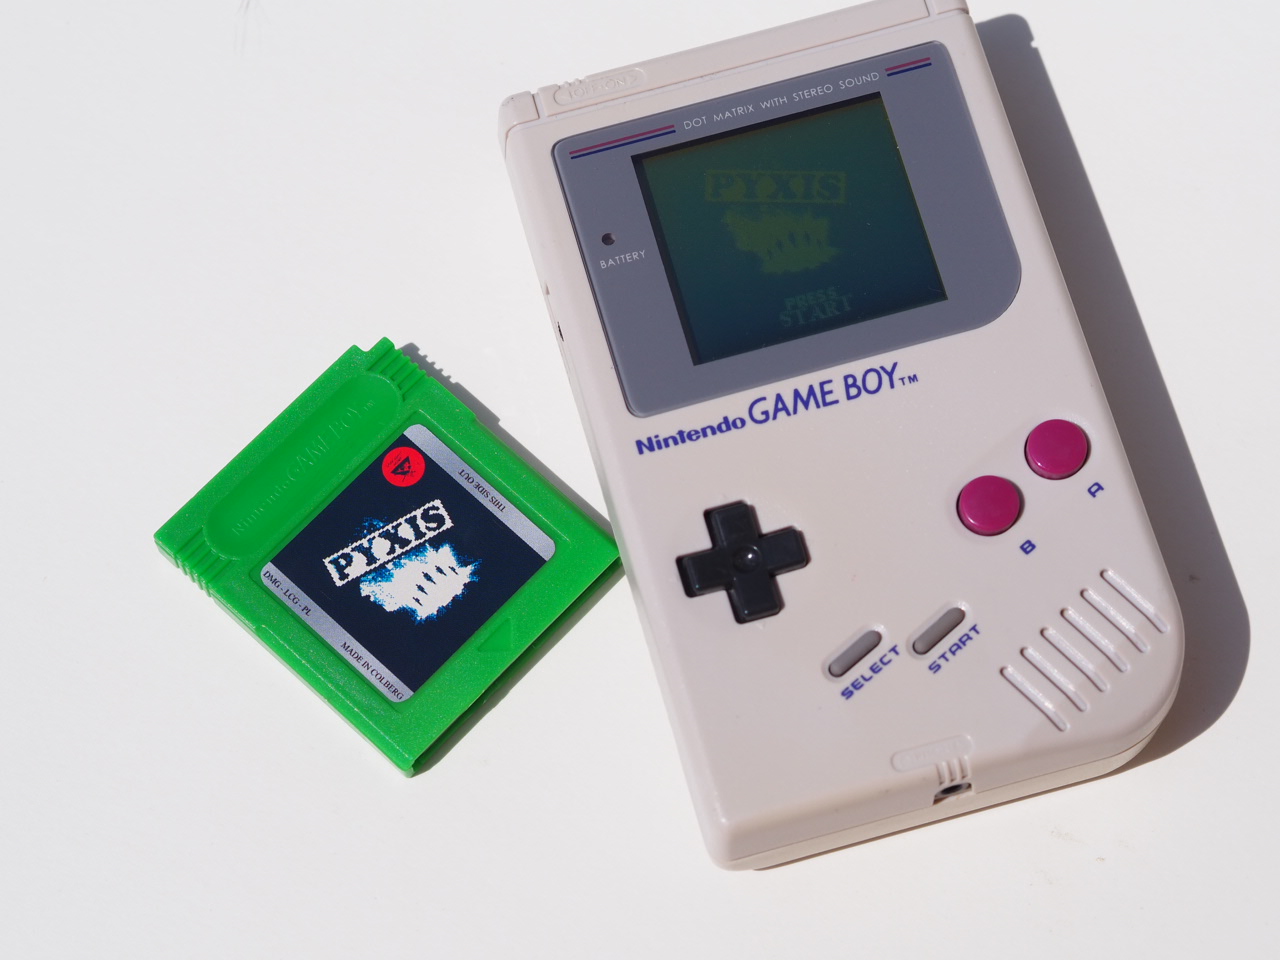 DOT MATRIX WITH STEREO SOUND
BATTERY
PYXIS
PRESS
START
Nintendo GAME BOY™
A
B
SELECT
START
Nintendo GAME BOY™
THIS SIDE OUT
PYXIS
DMG - LCG - PL
MADE IN COLBERG